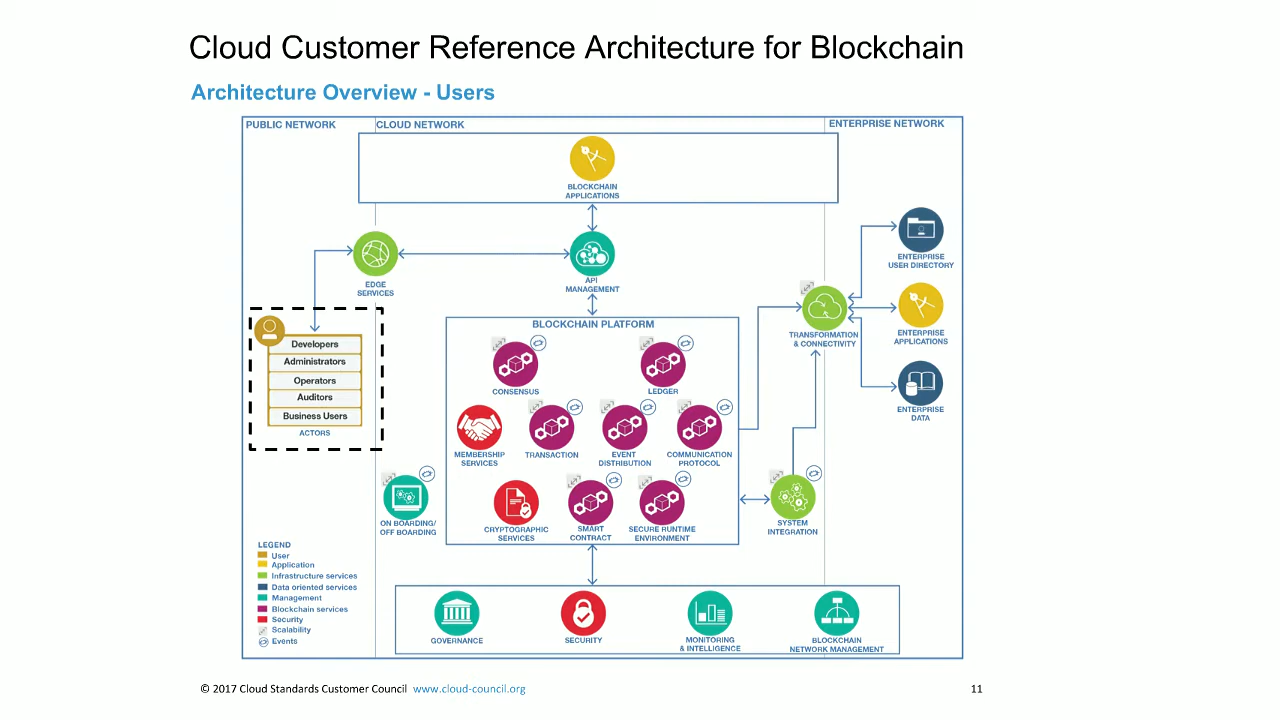 Cloud Customer Reference Architecture for Blockchain
Architecture Overview - Users
PUBLIC NETWORK
CLOUD NETWORK
ENTERPRISE NETWORK
BLOCKCHAIN
APPLICATIONS
EDGE
SERVICES
API
MANAGEMENT
ENTERPRISE
USER DIRECTORY
Developers
Administrators
Operators
Auditors
Business Users
ACTORS
BLOCKCHAIN PLATFORM
CONSENSUS
LEDGER
MEMBERSHIP
SERVICES
TRANSACTION
EVENT
DISTRIBUTION
COMMUNICATION
PROTOCOL
CRYPTOGRAPHIC
SERVICES
SMART
CONTRACT
SECURE RUNTIME
ENVIRONMENT
TRANSFORMATION
& CONNECTIVITY
ENTERPRISE
APPLICATIONS
ENTERPRISE
DATA
ON BOARDING/
OFF BOARDING
SYSTEM
INTEGRATION
LEGEND
User
Application
Infrastructure services
Data oriented services
Management
Blockchain services
Security
Scalability
Events
GOVERNANCE
SECURITY
MONITORING
& INTELLIGENCE
BLOCKCHAIN
NETWORK MANAGEMENT
© 2017 Cloud Standards Customer Council www.cloud-council.org
11